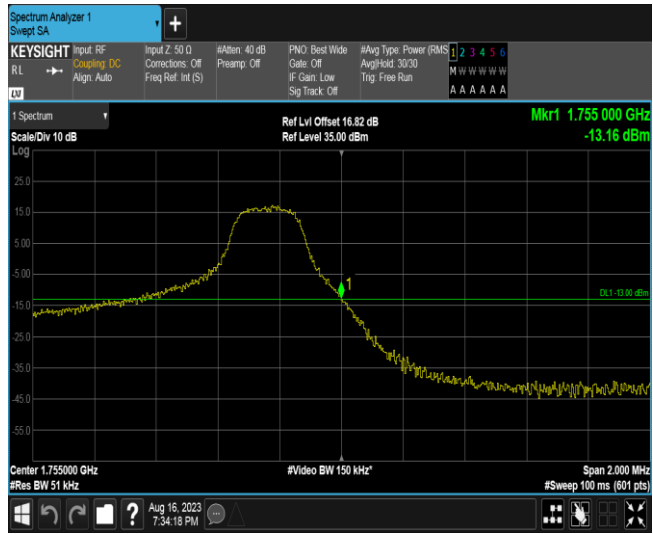 Spectrum Analyzer 1
Swept SA
+
KEYSIGHT Input: RF Input Z: 50 Ω #Atten: 40 dB PNO: Best Wide #Avg Type: Power (RMS 1 2 3 4 5 6
RL Coupling: DC Corrections: Off Preamp: Off Gate: Off Avg|Hold: 30/30 M W W W W W
Align: Auto Freq Ref: Int (S) IF Gain: Low Trig: Free Run
LXI Sig Track: Off A A A A A A
1 Spectrum Ref Lvl Offset 16.82 dB Mkr1 1.755 000 GHz
Scale/Div 10 dB Ref Level 35.00 dBm -13.16 dBm
Log
25.0
15.0
5.00
-5.00
1
DL1 -13.00 dBm
-15.0
-25.0
-35.0
-45.0
-55.0
Center 1.755000 GHz #Video BW 150 kHz* Span 2.000 MHz
#Res BW 51 kHz #Sweep 100 ms (601 pts)
? Aug 16, 2023
7:34:18 PM